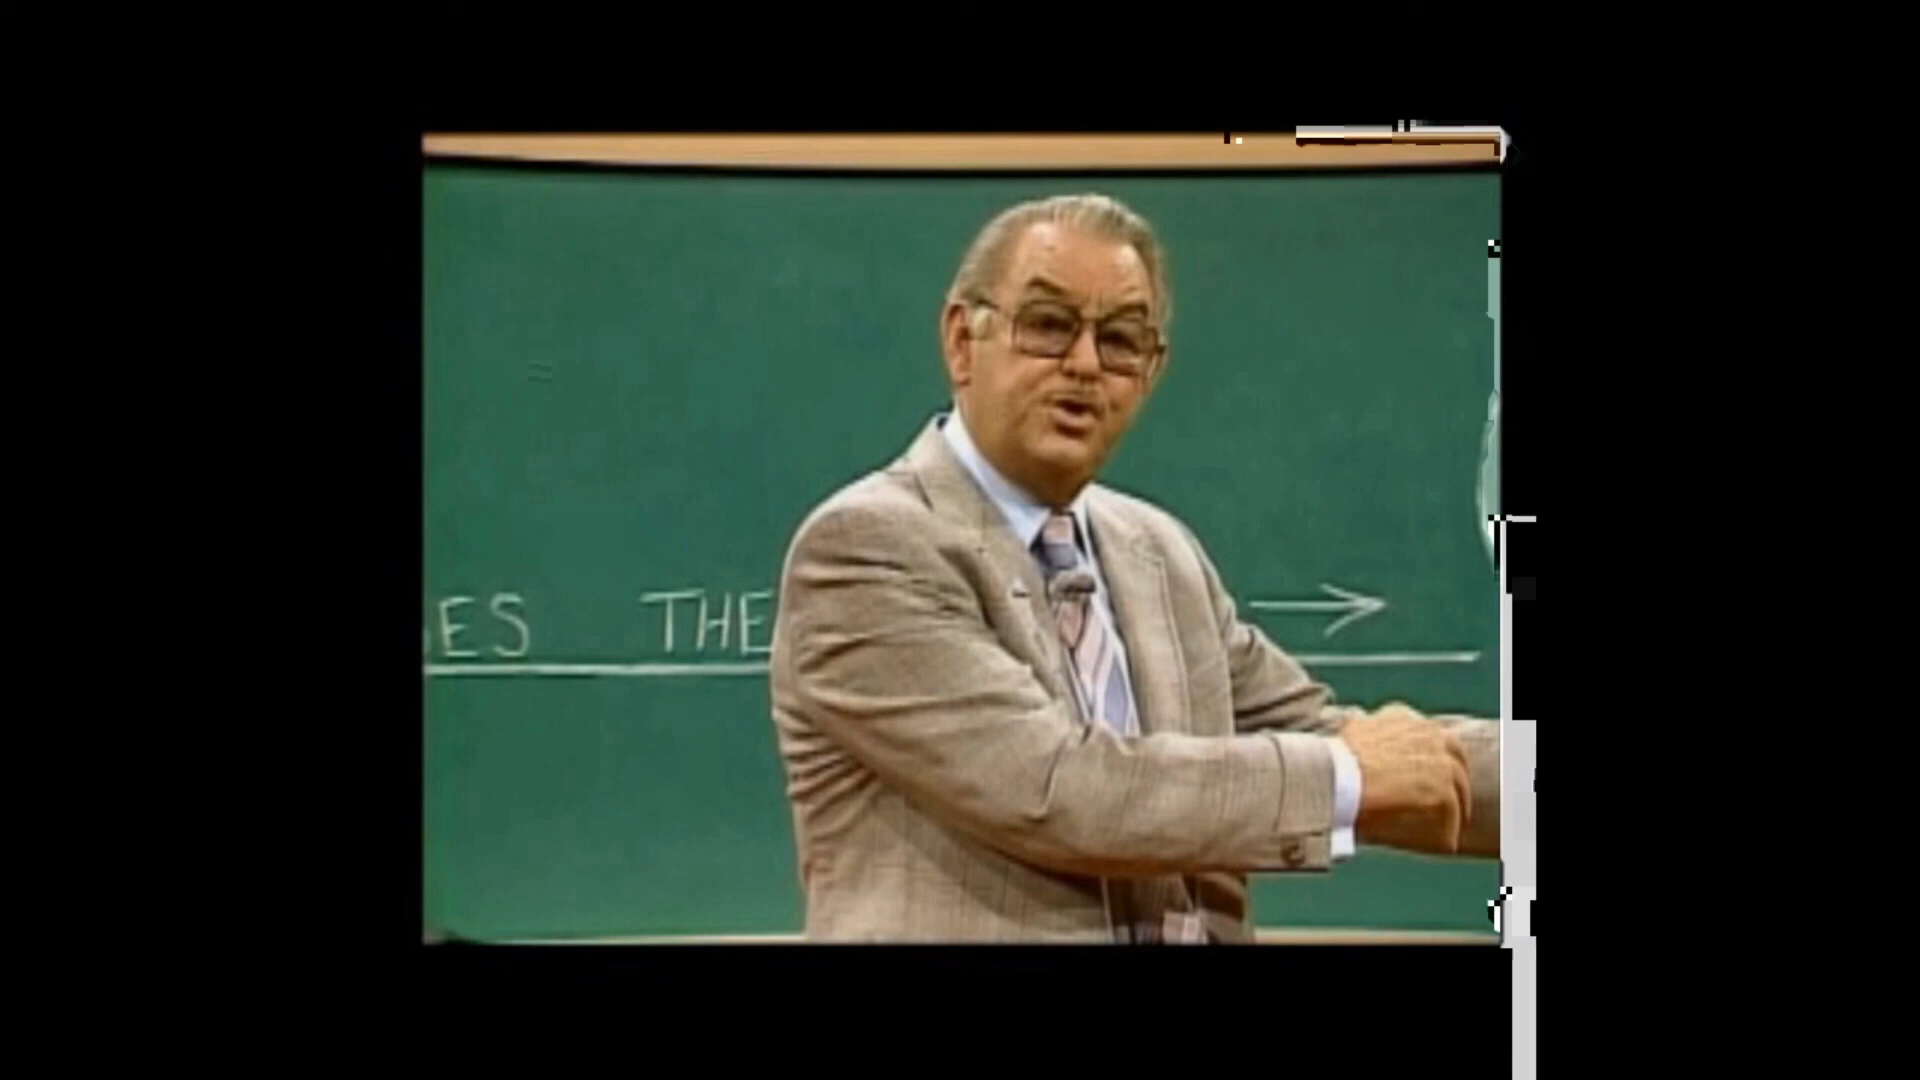 ES THE →